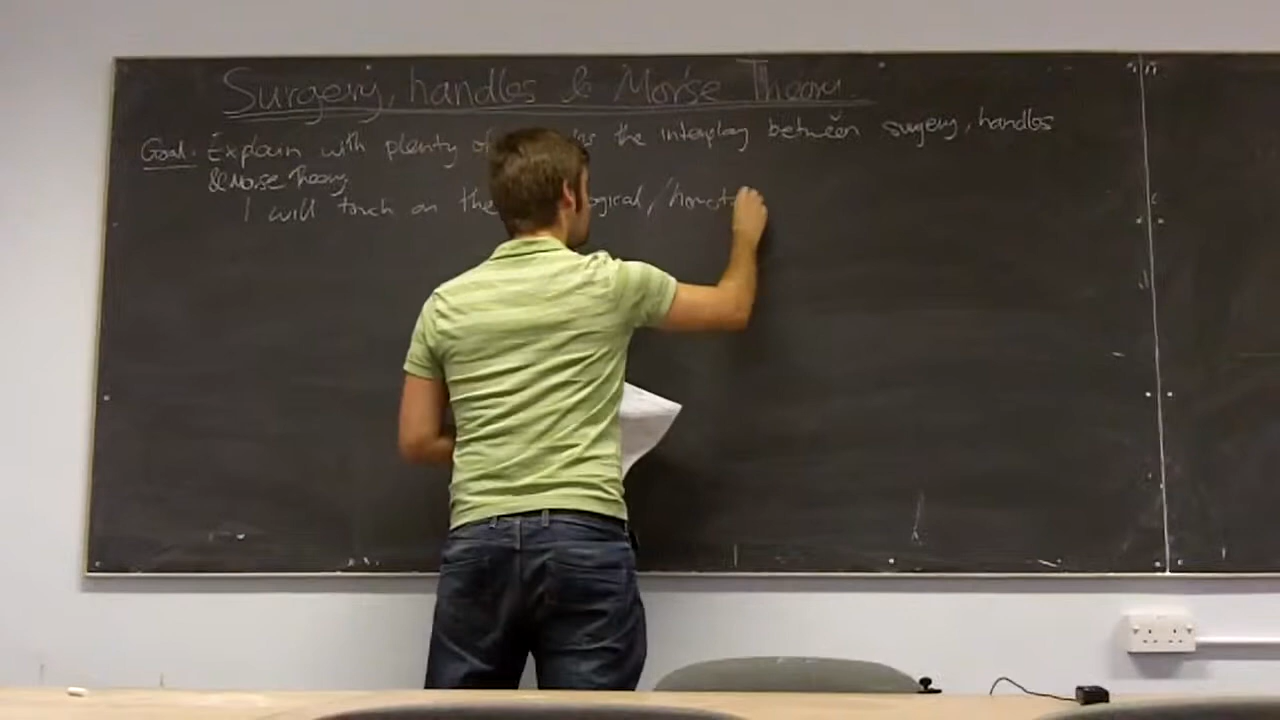 Surgery, handles & Morse Theory.
Goal: Explain with plenty of the interplay between surgery, handles
& Morse Theory
I will touch on the ogical / homoto